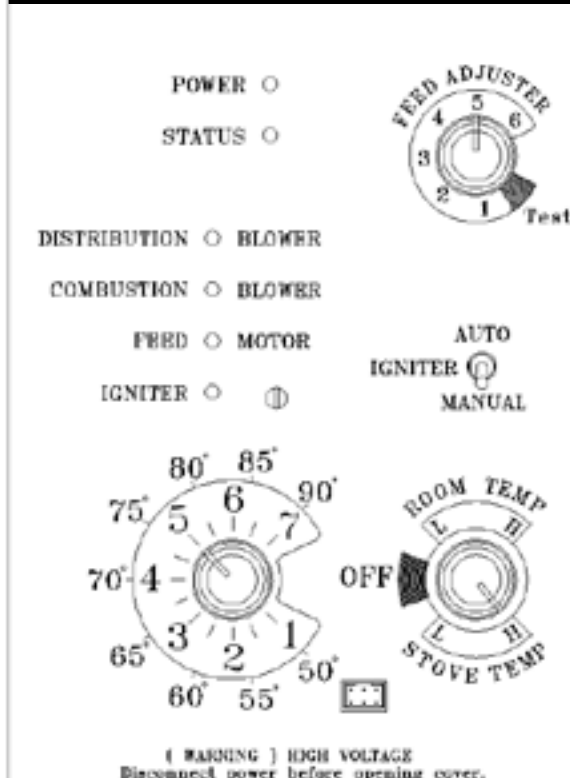 POWER
STATUS
FEED ADJUSTER
1 2 3 4 5 6
Test
DISTRIBUTION BLOWER
COMBUSTION BLOWER
FEED MOTOR
IGNITER
AUTO
IGNITER
MANUAL
50° 55° 60° 65° 70° 75° 80° 85° 90°
1 2 3 4 5 6 7
ROOM TEMP
L H
OFF
L H
STOVE TEMP
( WARNING ) HIGH VOLTAGE
Disconnect power before opening cover.